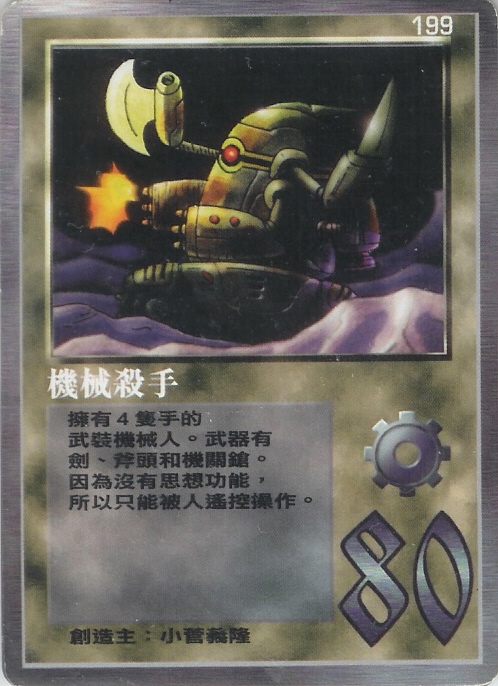 199
機械殺手
擁有4隻手的
武裝機械人。武器有
劍、斧頭和機關鎗。
因為沒有思想功能，
所以只能被人遙控操作。
80
創造主：小菅義隆